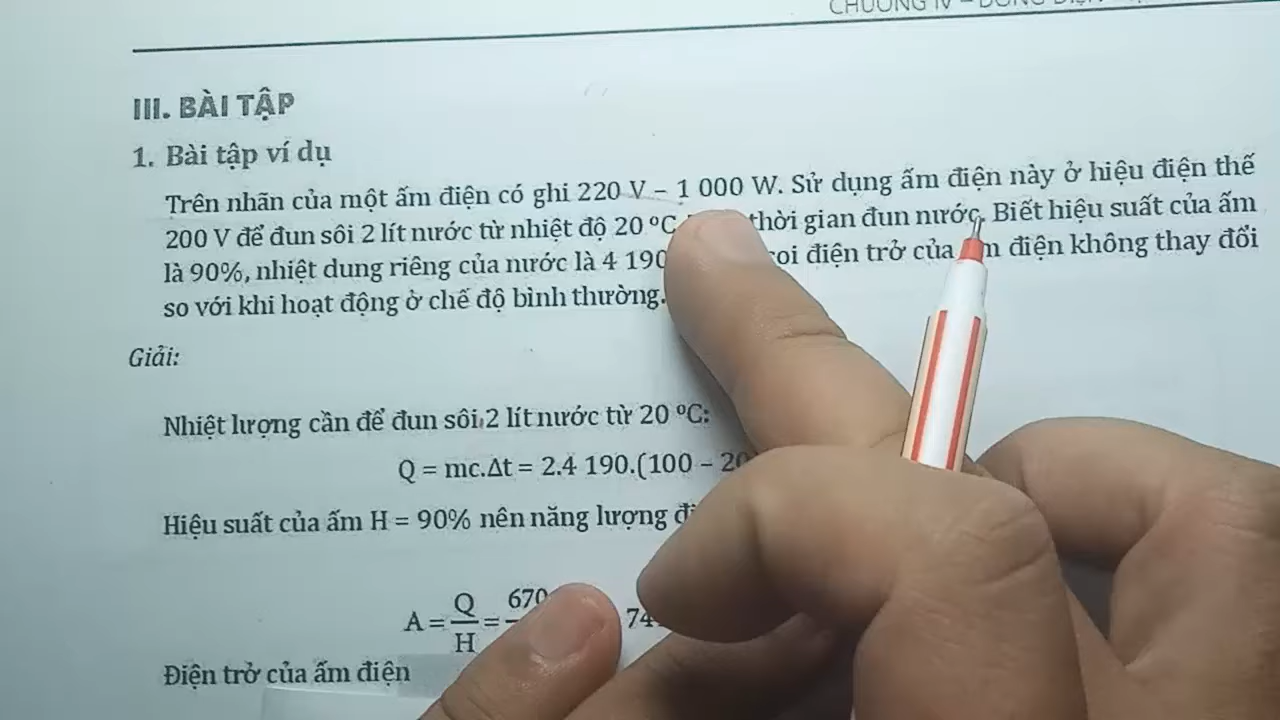 CHƯƠNG IV – DÒNG ĐIỆN
III. BÀI TẬP
1. Bài tập ví dụ
Trên nhãn của một ấm điện có ghi 220 V – 1 000 W. Sử dụng ấm điện này ở hiệu điện thế
200 V để đun sôi 2 lít nước từ nhiệt độ 20 °C thời gian đun nước. Biết hiệu suất của ấm
là 90%, nhiệt dung riêng của nước là 4 190 coi điện trở của ấm điện không thay đổi
so với khi hoạt động ở chế độ bình thường.
Giải:
Nhiệt lượng cần để đun sôi 2 lít nước từ 20 °C:
Q = mc.Δt = 2.4 190.(100 – 20
Hiệu suất của ấm H = 90% nên năng lượng
A = Q/H = 670 74
Điện trở của ấm điện